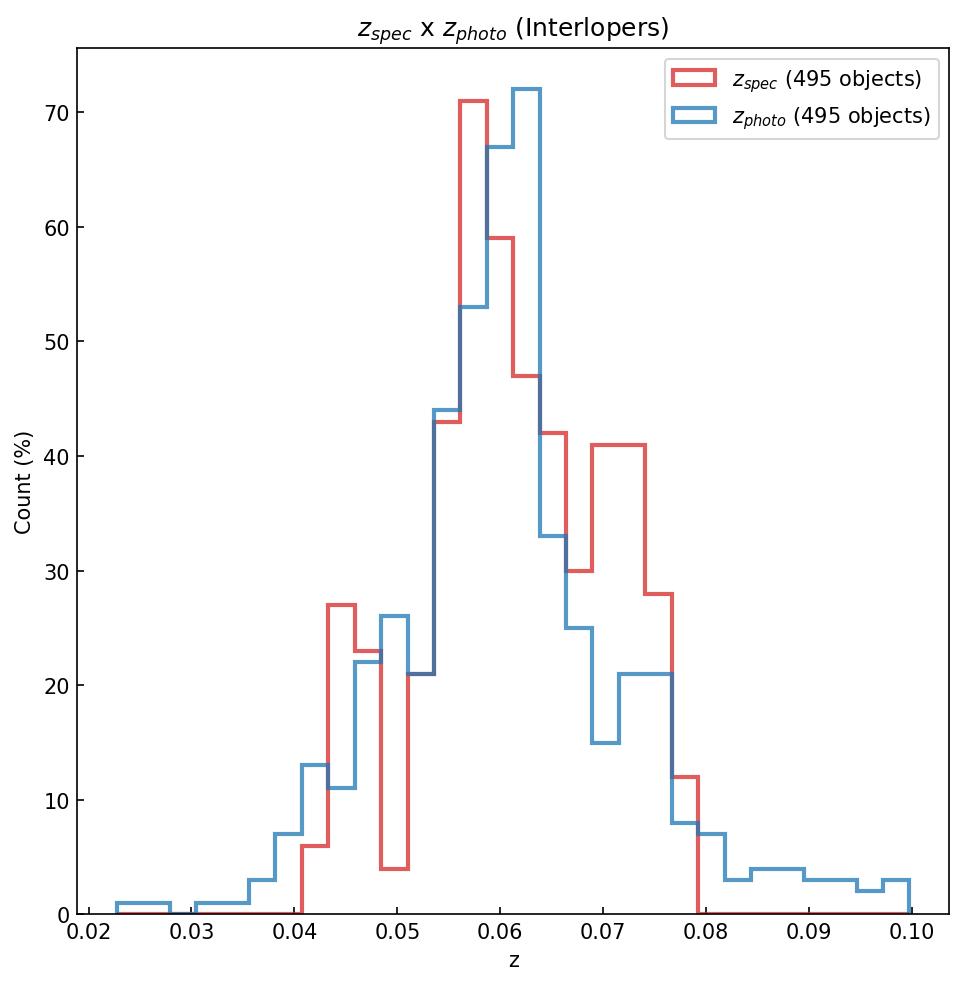 z_spec x z_photo (Interlopers)
z_spec (495 objects)
z_photo (495 objects)
Count (%)
70
60
50
40
30
20
10
0
0.02 0.03 0.04 0.05 0.06 0.07 0.08 0.09 0.10
z